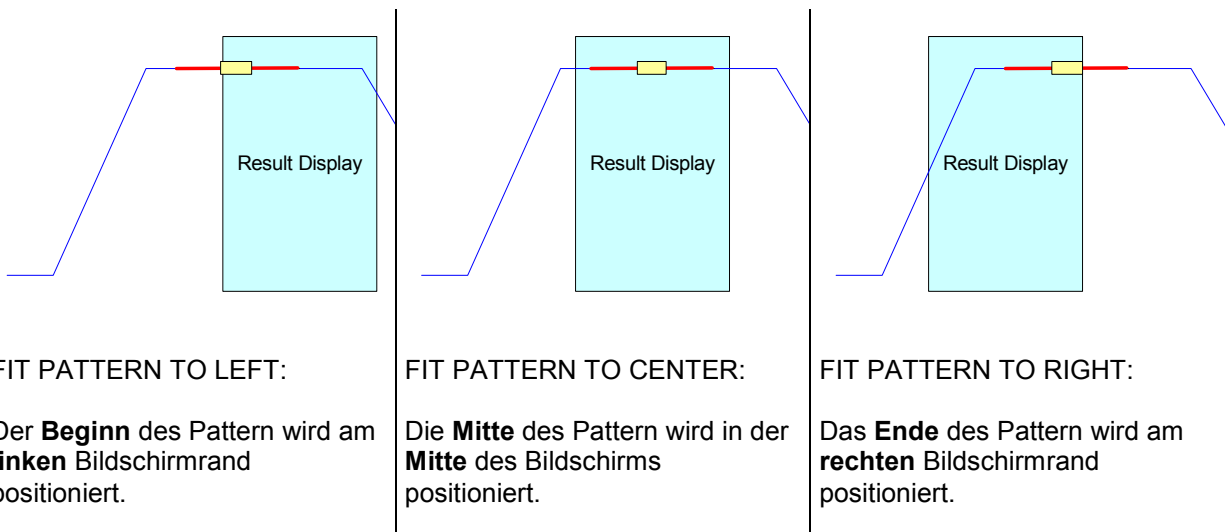 Result Display
FIT PATTERN TO LEFT:
Der Beginn des Pattern wird am
linken Bildschirmrand
positioniert.
Result Display
FIT PATTERN TO CENTER:
Die Mitte des Pattern wird in der
Mitte des Bildschirms
positioniert.
Result Display
FIT PATTERN TO RIGHT:
Das Ende des Pattern wird am
rechten Bildschirmrand
positioniert.